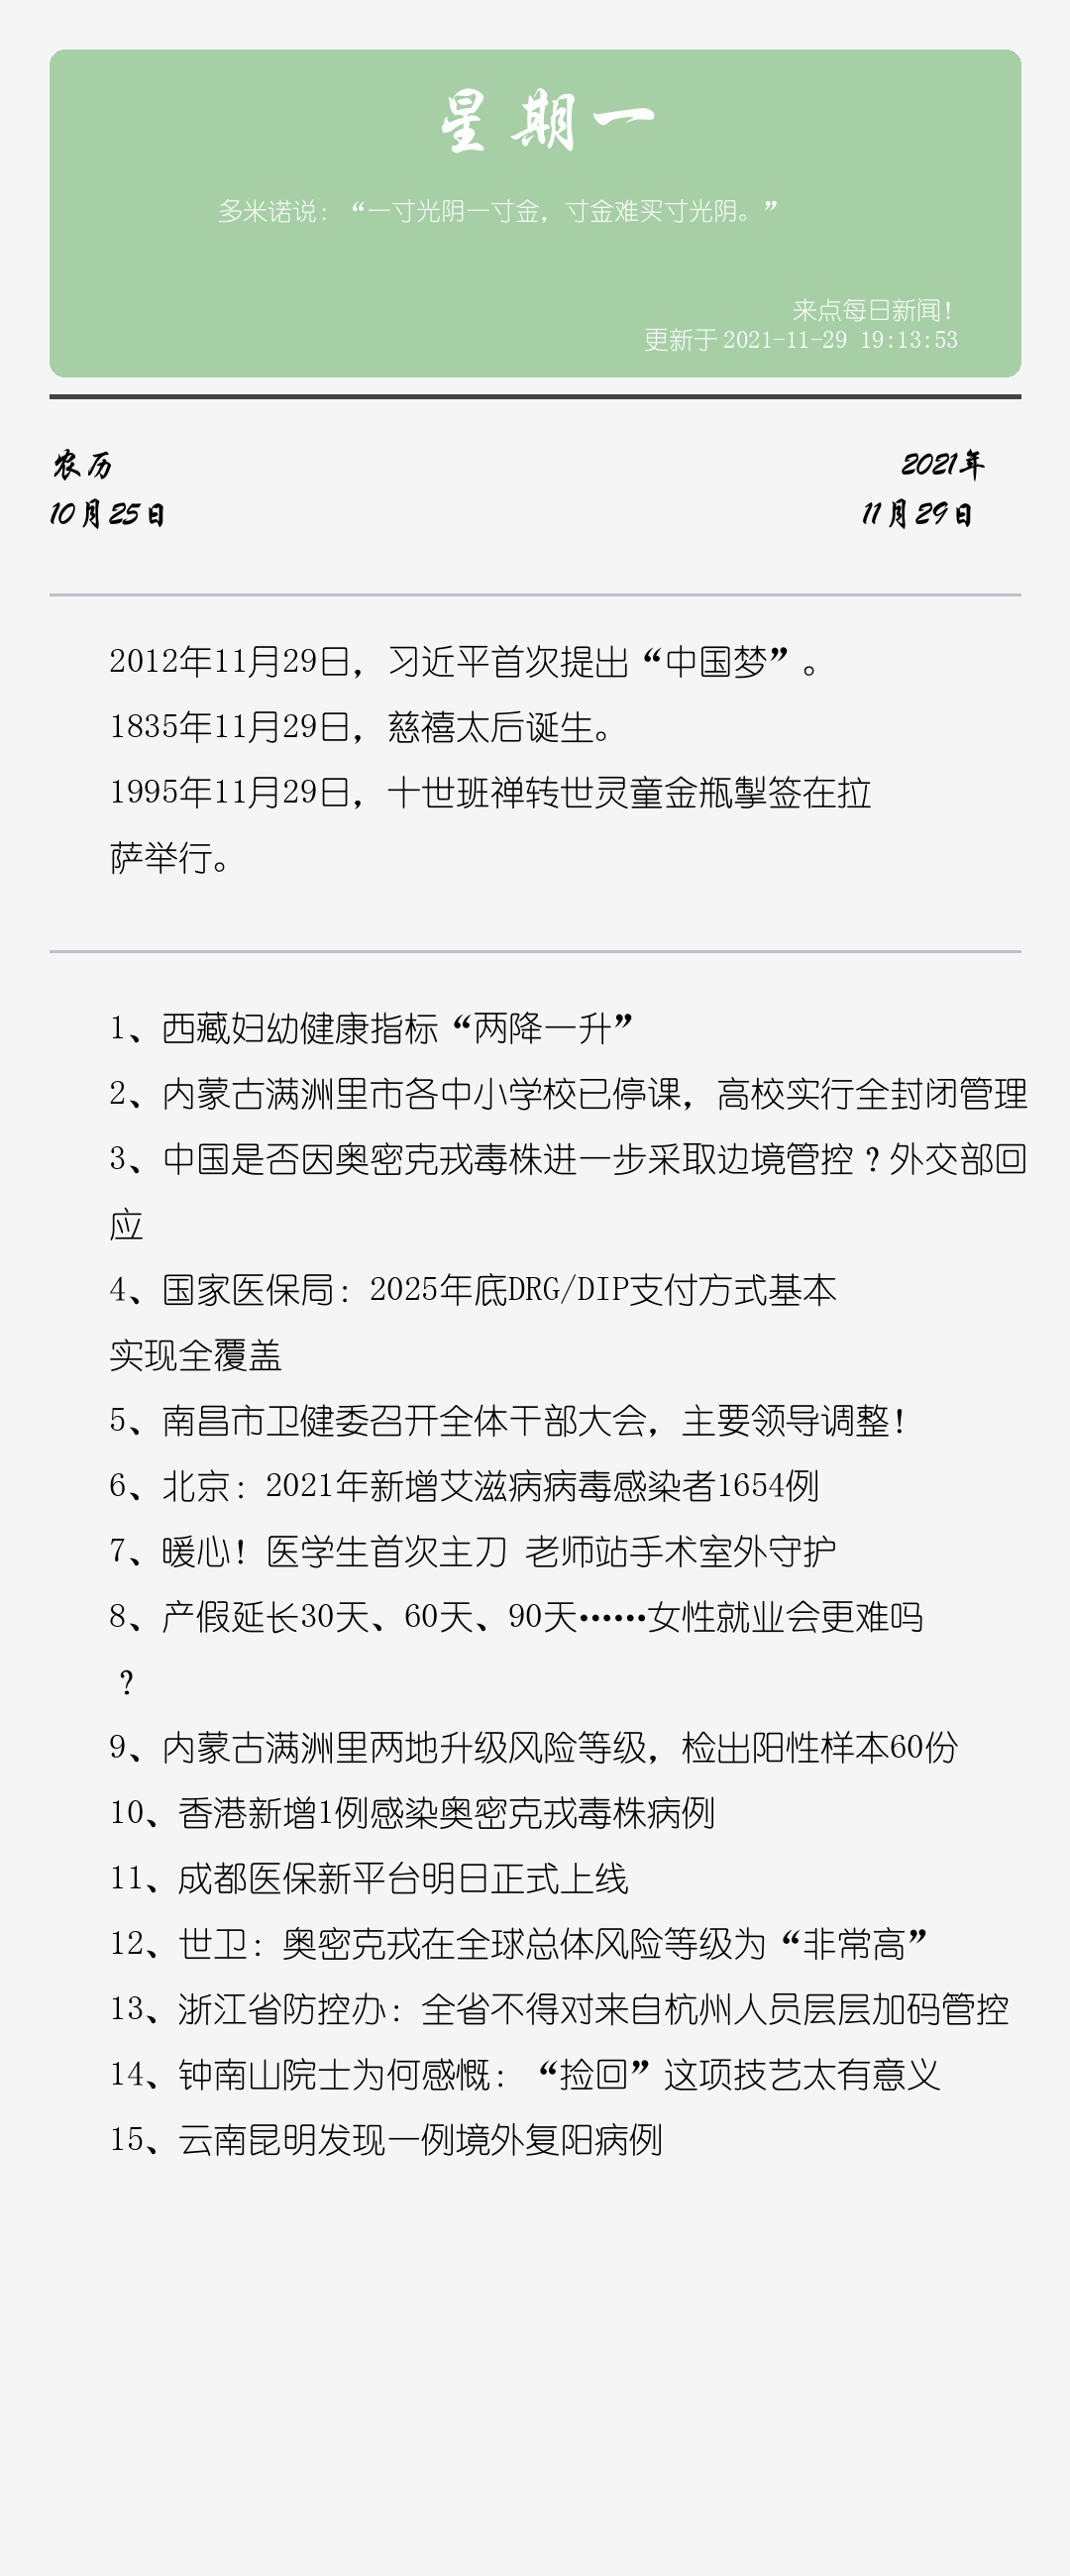 星期一
多米诺说：“一寸光阴一寸金，寸金难买寸光阴。”
来点每日新闻！
更新于2021-11-29 19:13:53
农历
2021年
10月25日
11月29日
2012年11月29日，习近平首次提出“中国梦”。
1835年11月29日，慈禧太后诞生。
1995年11月29日，十世班禅转世灵童金瓶掣签在拉
萨举行。
1、西藏妇幼健康指标“两降一升”
2、内蒙古满洲里市各中小学校已停课，高校实行全封闭管理
3、中国是否因奥密克戎毒株进一步采取边境管控？外交部回
应
4、国家医保局：2025年底DRG/DIP支付方式基本
实现全覆盖
5、南昌市卫健委召开全体干部大会，主要领导调整！
6、北京：2021年新增艾滋病病毒感染者1654例
7、暖心！医学生首次主刀 老师站手术室外守护
8、产假延长30天、60天、90天……女性就业会更难吗
？
9、内蒙古满洲里两地升级风险等级，检出阳性样本60份
10、香港新增1例感染奥密克戎毒株病例
11、成都医保新平台明日正式上线
12、世卫：奥密克戎在全球总体风险等级为“非常高”
13、浙江省防控办：全省不得对来自杭州人员层层加码管控
14、钟南山院士为何感慨：“捡回”这项技艺太有意义
15、云南昆明发现一例境外复阳病例